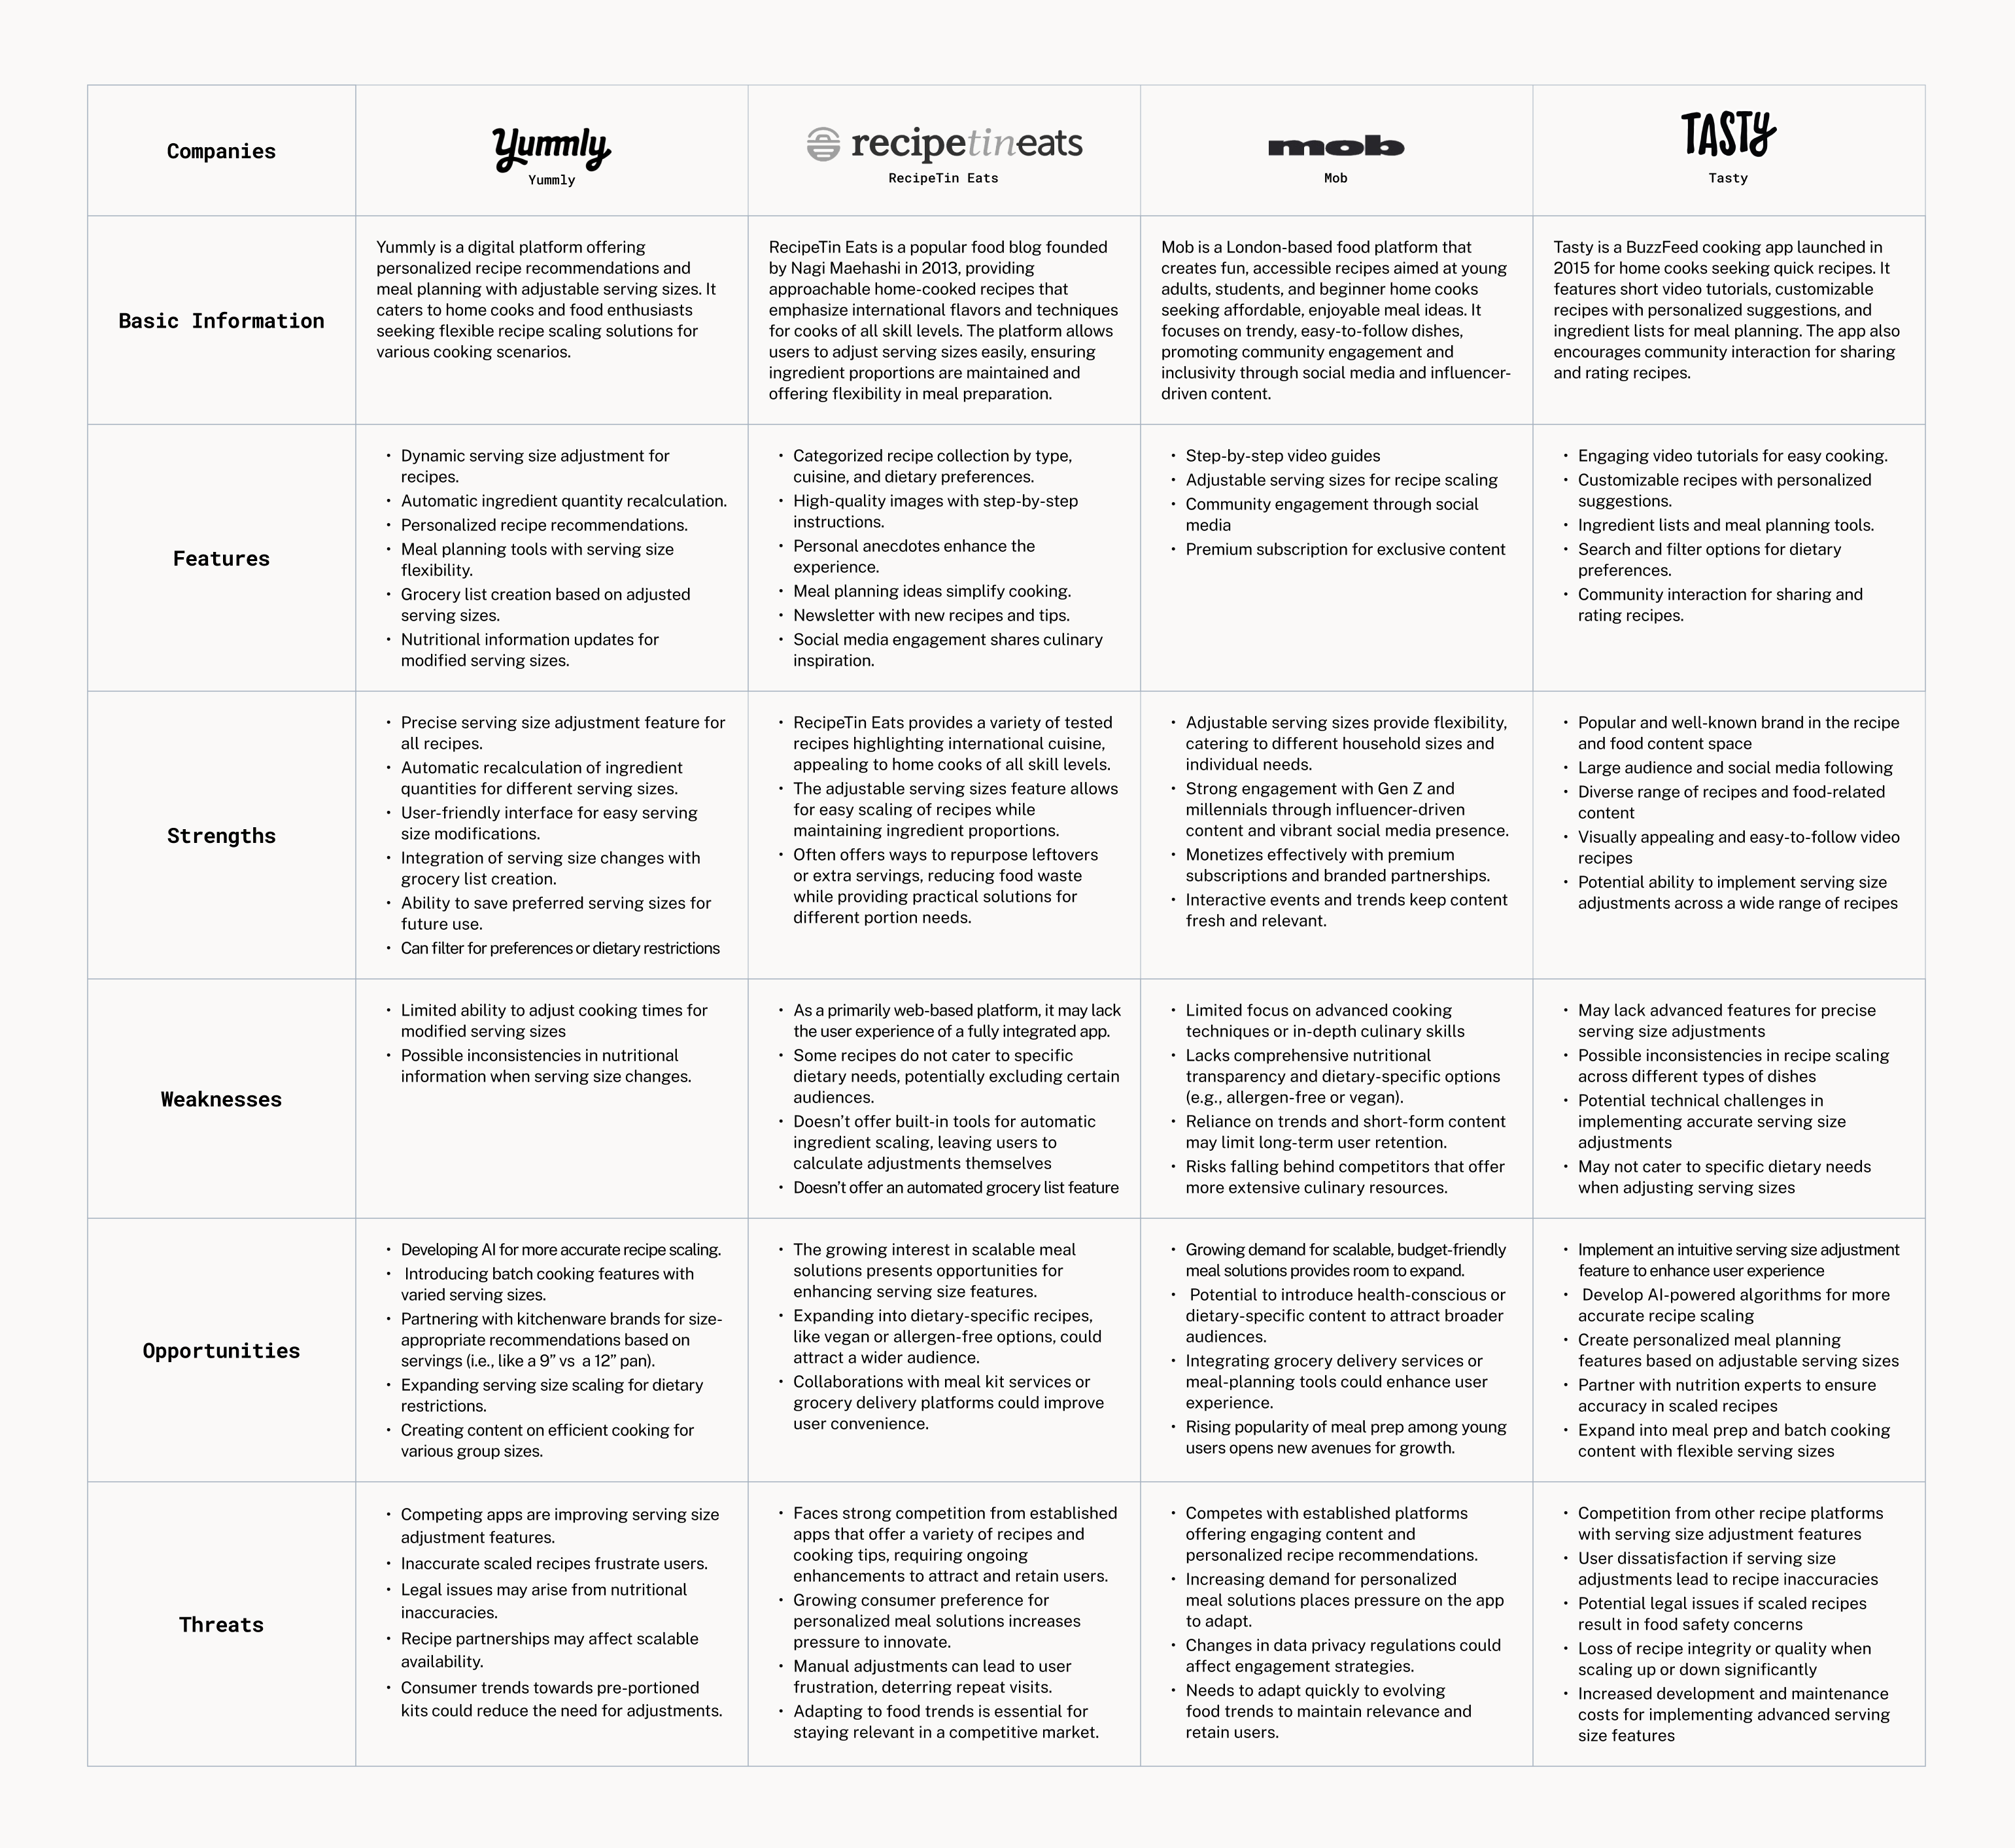 Companies
Yummly
Yummly
recipetineats
RecipeTin Eats
mob
Mob
TASTY
Tasty
Basic Information
Yummly is a digital platform offering
personalized recipe recommendations and
meal planning with adjustable serving sizes. It
caters to home cooks and food enthusiasts
seeking flexible recipe scaling solutions for
various cooking scenarios.
RecipeTin Eats is a popular food blog founded
by Nagi Maehashi in 2013, providing
approachable home-cooked recipes that
emphasize international flavors and techniques
for cooks of all skill levels. The platform allows
users to adjust serving sizes easily, ensuring
ingredient proportions are maintained and
offering flexibility in meal preparation.
Mob is a London-based food platform that
creates fun, accessible recipes aimed at young
adults, students, and beginner home cooks
seeking affordable, enjoyable meal ideas. It
focuses on trendy, easy-to-follow dishes,
promoting community engagement and
inclusivity through social media and influencer-
driven content.
Tasty is a BuzzFeed cooking app launched in
2015 for home cooks seeking quick recipes. It
features short video tutorials, customizable
recipes with personalized suggestions, and
ingredient lists for meal planning. The app also
encourages community interaction for sharing
and rating recipes.
Features
• Dynamic serving size adjustment for
recipes.
• Automatic ingredient quantity recalculation.
• Personalized recipe recommendations.
• Meal planning tools with serving size
flexibility.
• Grocery list creation based on adjusted
serving sizes.
• Nutritional information updates for
modified serving sizes.
• Categorized recipe collection by type,
cuisine, and dietary preferences.
• High-quality images with step-by-step
instructions.
• Personal anecdotes enhance the
experience.
• Meal planning ideas simplify cooking.
• Newsletter with new recipes and tips.
• Social media engagement shares culinary
inspiration.
• Step-by-step video guides
• Adjustable serving sizes for recipe scaling
• Community engagement through social
media
• Premium subscription for exclusive content
• Engaging video tutorials for easy cooking.
• Customizable recipes with personalized
suggestions.
• Ingredient lists and meal planning tools.
• Search and filter options for dietary
preferences.
• Community interaction for sharing and
rating recipes.
Strengths
• Precise serving size adjustment feature for
all recipes.
• Automatic recalculation of ingredient
quantities for different serving sizes.
• User-friendly interface for easy serving
size modifications.
• Integration of serving size changes with
grocery list creation.
• Ability to save preferred serving sizes for
future use.
• Can filter for preferences or dietary restrictions
• RecipeTin Eats provides a variety of tested
recipes highlighting international cuisine,
appealing to home cooks of all skill levels.
• The adjustable serving sizes feature allows
for easy scaling of recipes while
maintaining ingredient proportions.
• Often offers ways to repurpose leftovers
or extra servings, reducing food waste
while providing practical solutions for
different portion needs.
• Adjustable serving sizes provide flexibility,
catering to different household sizes and
individual needs.
• Strong engagement with Gen Z and
millennials through influencer-driven
content and vibrant social media presence.
• Monetizes effectively with premium
subscriptions and branded partnerships.
• Interactive events and trends keep content
fresh and relevant.
• Popular and well-known brand in the recipe
and food content space
• Large audience and social media following
• Diverse range of recipes and food-related
content
• Visually appealing and easy-to-follow video
recipes
• Potential ability to implement serving size
adjustments across a wide range of recipes
Weaknesses
• Limited ability to adjust cooking times for
modified serving sizes
• Possible inconsistencies in nutritional
information when serving size changes.
• As a primarily web-based platform, it may lack
the user experience of a fully integrated app.
• Some recipes do not cater to specific
dietary needs, potentially excluding certain
audiences.
• Doesn't offer built-in tools for automatic
ingredient scaling, leaving users to
calculate adjustments themselves
• Doesn't offer an automated grocery list feature
• Limited focus on advanced cooking
techniques or in-depth culinary skills
• Lacks comprehensive nutritional
transparency and dietary-specific options
(e.g., allergen-free or vegan).
• Reliance on trends and short-form content
may limit long-term user retention.
• Risks falling behind competitors that offer
more extensive culinary resources.
• May lack advanced features for precise
serving size adjustments
• Possible inconsistencies in recipe scaling
across different types of dishes
• Potential technical challenges in
implementing accurate serving size
adjustments
• May not cater to specific dietary needs
when adjusting serving sizes
Opportunities
• Developing AI for more accurate recipe scaling.
• Introducing batch cooking features with
varied serving sizes.
• Partnering with kitchenware brands for size-
appropriate recommendations based on
servings (i.e., like a 9” vs a 12” pan).
• Expanding serving size scaling for dietary
restrictions.
• Creating content on efficient cooking for
various group sizes.
• The growing interest in scalable meal
solutions presents opportunities for
enhancing serving size features.
• Expanding into dietary-specific recipes,
like vegan or allergen-free options, could
attract a wider audience.
• Collaborations with meal kit services or
grocery delivery platforms could improve
user convenience.
• Growing demand for scalable, budget-friendly
meal solutions provides room to expand.
• Potential to introduce health-conscious or
dietary-specific content to attract broader
audiences.
• Integrating grocery delivery services or
meal-planning tools could enhance user
experience.
• Rising popularity of meal prep among young
users opens new avenues for growth.
• Implement an intuitive serving size adjustment
feature to enhance user experience
• Develop AI-powered algorithms for more
accurate recipe scaling
• Create personalized meal planning
features based on adjustable serving sizes
• Partner with nutrition experts to ensure
accuracy in scaled recipes
• Expand into meal prep and batch cooking
content with flexible serving sizes
Threats
• Competing apps are improving serving size
adjustment features.
• Inaccurate scaled recipes frustrate users.
• Legal issues may arise from nutritional
inaccuracies.
• Recipe partnerships may affect scalable
availability.
• Consumer trends towards pre-portioned
kits could reduce the need for adjustments.
• Faces strong competition from established
apps that offer a variety of recipes and
cooking tips, requiring ongoing
enhancements to attract and retain users.
• Growing consumer preference for
personalized meal solutions increases
pressure to innovate.
• Manual adjustments can lead to user
frustration, deterring repeat visits.
• Adapting to food trends is essential for
staying relevant in a competitive market.
• Competes with established platforms
offering engaging content and
personalized recipe recommendations.
• Increasing demand for personalized
meal solutions places pressure on the app
to adapt.
• Changes in data privacy regulations could
affect engagement strategies.
• Needs to adapt quickly to evolving
food trends to maintain relevance and
retain users.
• Competition from other recipe platforms
with serving size adjustment features
• User dissatisfaction if serving size
adjustments lead to recipe inaccuracies
• Potential legal issues if scaled recipes
result in food safety concerns
• Loss of recipe integrity or quality when
scaling up or down significantly
• Increased development and maintenance
costs for implementing advanced serving
size features